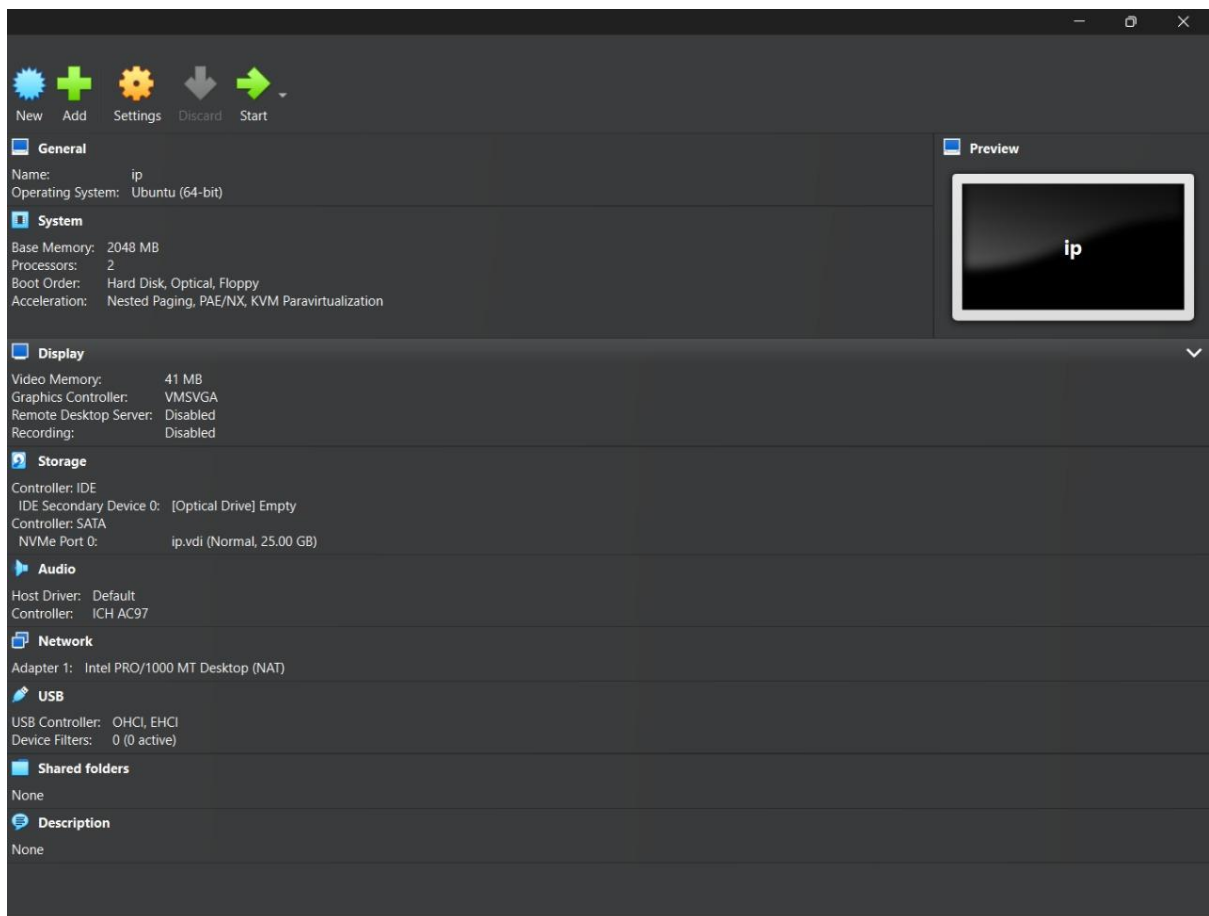 New Add Settings Discard Start
General
Name: ip
Operating System: Ubuntu (64-bit)
System
Base Memory: 2048 MB
Processors: 2
Boot Order: Hard Disk, Optical, Floppy
Acceleration: Nested Paging, PAE/NX, KVM Paravirtualization
Preview
ip
Display
Video Memory: 41 MB
Graphics Controller: VMSVGA
Remote Desktop Server: Disabled
Recording: Disabled
Storage
Controller: IDE
IDE Secondary Device 0: [Optical Drive] Empty
Controller: SATA
NVMe Port 0: ip.vdi (Normal, 25.00 GB)
Audio
Host Driver: Default
Controller: ICH AC97
Network
Adapter 1: Intel PRO/1000 MT Desktop (NAT)
USB
USB Controller: OHCI, EHCI
Device Filters: 0 (0 active)
Shared folders
None
Description
None